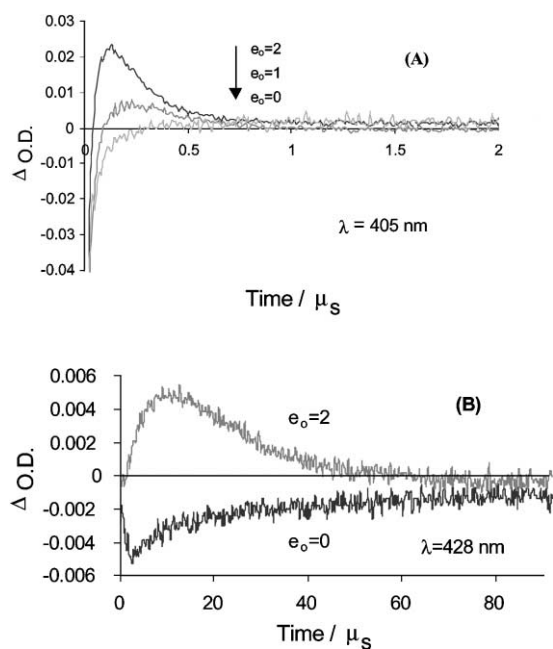 0.03
0.02
0.01
0
-0.01
-0.02
-0.03
-0.04
Δ O.D.
0 0.5 1 1.5 2
e₀=2
e₀=1
e₀=0
(A)
λ = 405 nm
Time / μs
0.006
0.004
0.002
0
-0.002
-0.004
-0.006
Δ O.D.
e₀=2
(B)
e₀=0
λ=428 nm
0 20 40 60 80
Time / μs